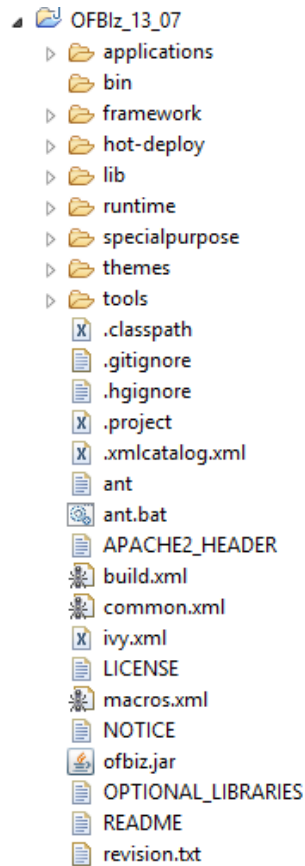 OFBIz_13_07
applications
bin
framework
hot-deploy
lib
runtime
specialpurpose
themes
tools
.classpath
.gitignore
.hgignore
.project
.xmlcatalog.xml
ant
ant.bat
APACHE2_HEADER
build.xml
common.xml
ivy.xml
LICENSE
macros.xml
NOTICE
ofbiz.jar
OPTIONAL_LIBRARIES
README
revision.txt